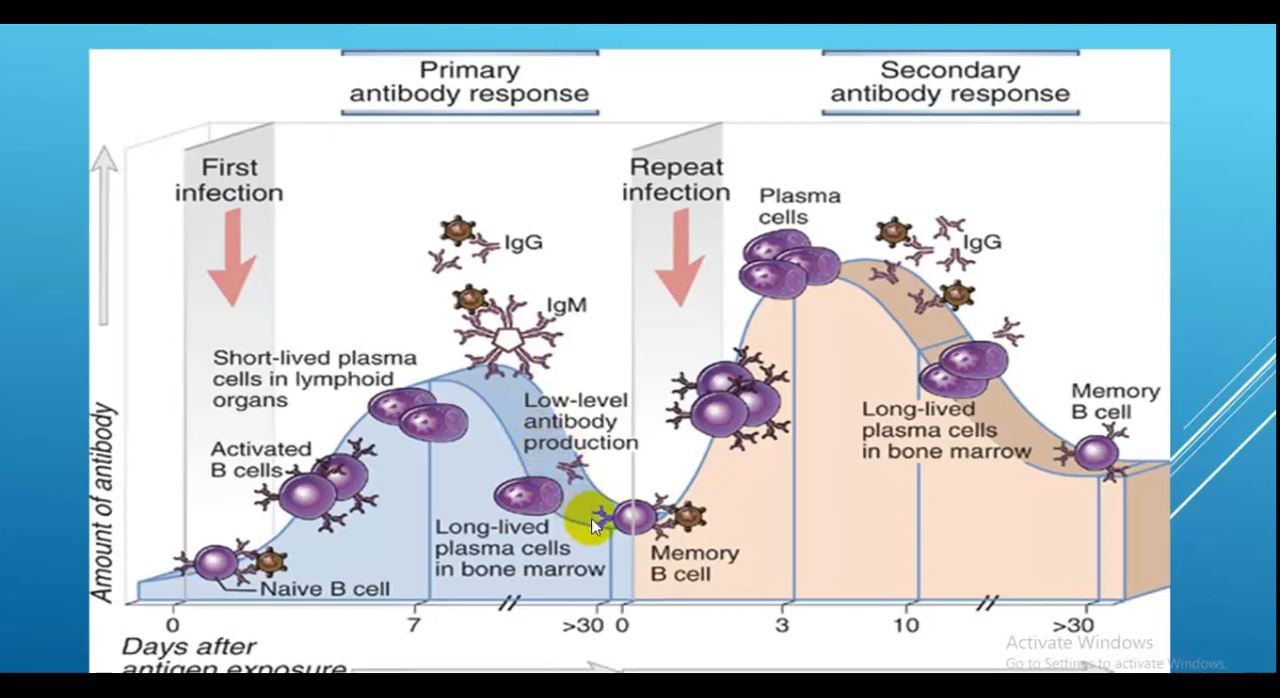 Primary
antibody response
Secondary
antibody response
First
infection
Repeat
infection
Plasma
cells
IgG
IgG
IgM
Short-lived plasma
cells in lymphoid
organs
Low-level
antibody
production
Activated
B cells
Long-lived
plasma cells
in bone marrow
Memory
B cell
Long-lived
plasma cells
in bone marrow
Memory
B cell
Naive B cell
Amount of antibody
0 7 >30 0 3 10 >30
Days after
antigen exposure
Activate Windows
Go to Settings to activate Windows.